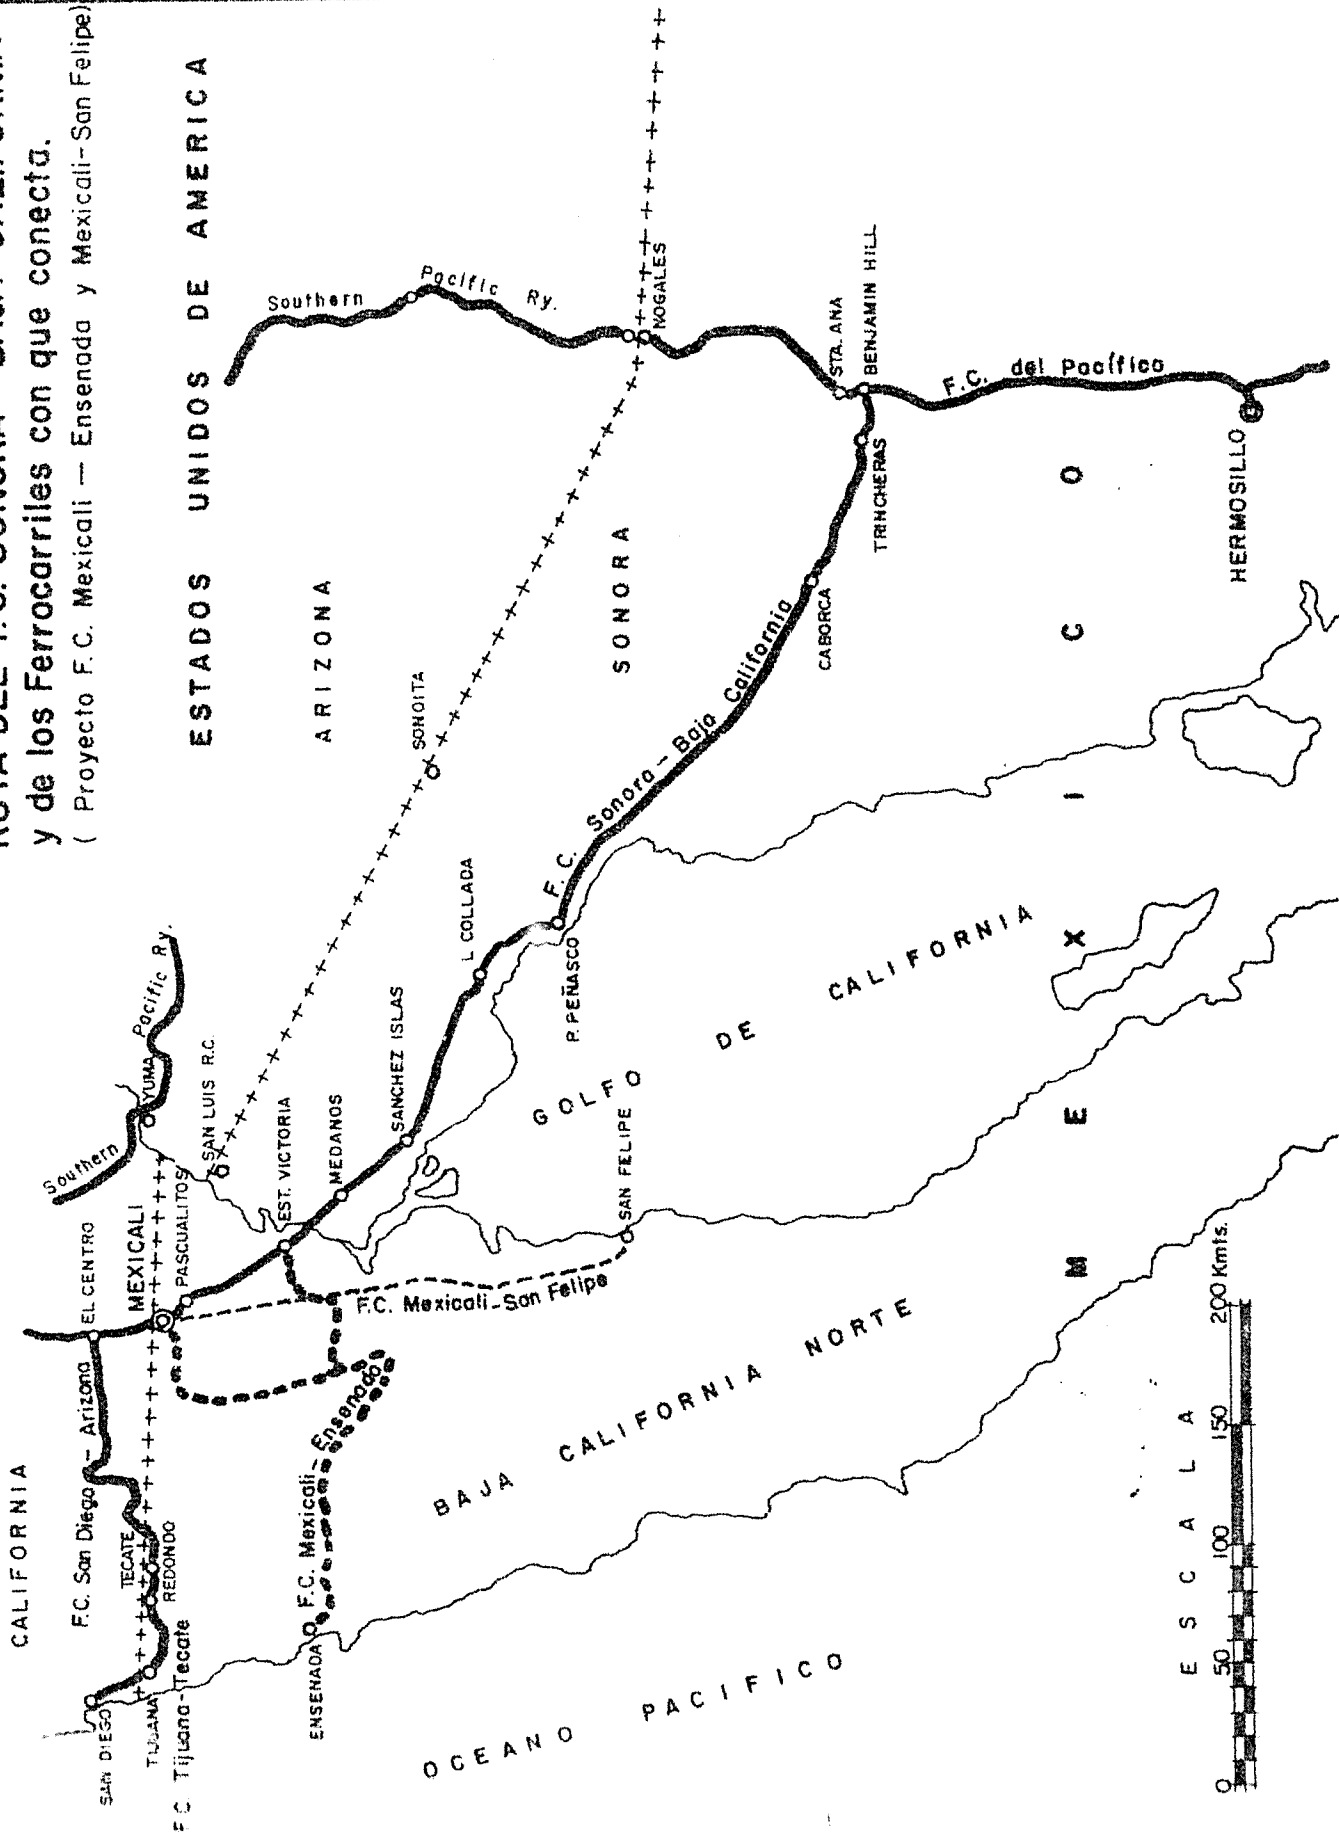 y de los Ferrocarriles con que conecta.
( Proyecto F.C. Mexicali — Ensenada y Mexicali-San Felipe)
CALIFORNIA
ESTADOS UNIDOS DE AMERICA
ARIZONA
SONORA
Southern Pacific Ry.
Southern Pacific Ry.
F.C. San Diego - Arizona
EL CENTRO
YUMA
SAN DIEGO
TIJUANA
TECATE
REDONDO
F.C. Tijuana-Tecate
MEXICALI
PASCUALITOS
SAN LUIS R.C.
EST. VICTORIA
MEDANOS
SANCHEZ ISLAS
L. COLLADA
SONOITA
P. PEÑASCO
F.C. Sonora - Baja California
CABORCA
TRINCHERAS
NOGALES
STA. ANA
BENJAMIN HILL
F.C. del Pacífico
HERMOSILLO
ENSENADA
F.C. Mexicali - Ensenada
F.C. Mexicali-San Felipe
SAN FELIPE
GOLFO DE CALIFORNIA
BAJA CALIFORNIA NORTE
OCEANO PACIFICO
MEXICO
ESCALA
0 50 100 150 200 Kmts.